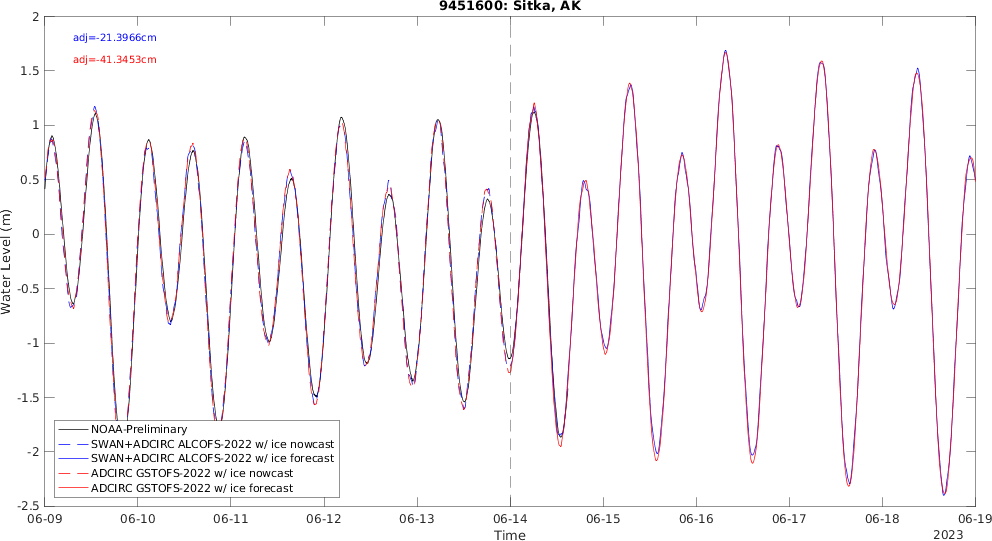 9451600: Sitka, AK
adj=-21.3966cm
adj=-41.3453cm
Water Level (m)
2
1.5
1
0.5
0
-0.5
-1
-1.5
-2
-2.5
NOAA-Preliminary
SWAN+ADCIRC ALCOFS-2022 w/ ice nowcast
SWAN+ADCIRC ALCOFS-2022 w/ ice forecast
ADCIRC GSTOFS-2022 w/ ice nowcast
ADCIRC GSTOFS-2022 w/ ice forecast
06-09 06-10 06-11 06-12 06-13 06-14 06-15 06-16 06-17 06-18 06-19
Time
2023